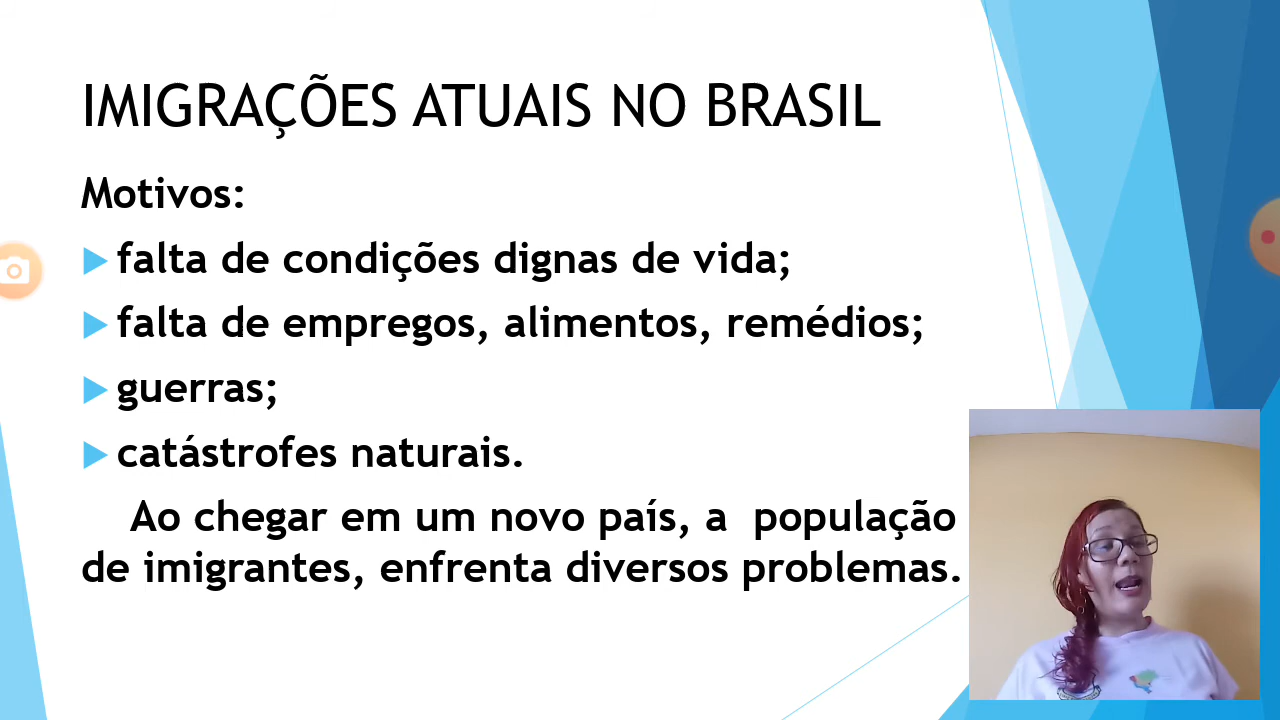 IMIGRAÇÕES ATUAIS NO BRASIL
Motivos:
falta de condições dignas de vida;
falta de empregos, alimentos, remédios;
guerras;
catástrofes naturais.
Ao chegar em um novo país, a população
de imigrantes, enfrenta diversos problemas.